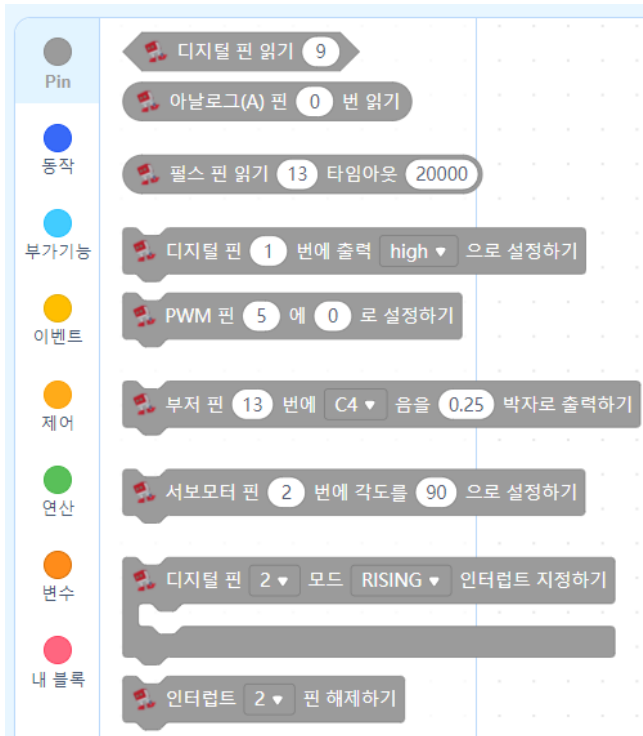 디지털 핀 읽기 9
Pin
아날로그(A) 핀 0 번 읽기
동작
펄스 핀 읽기 13 타임아웃 20000
부가기능
디지털 핀 1 번에 출력 high ▼ 으로 설정하기
이벤트
PWM 핀 5 에 0 로 설정하기
제어
부저 핀 13 번에 C4 ▼ 음을 0.25 박자로 출력하기
연산
서보모터 핀 2 번에 각도를 90 으로 설정하기
변수
디지털 핀 2 ▼ 모드 RISING ▼ 인터럽트 지정하기
내 블록
인터럽트 2 ▼ 핀 해제하기